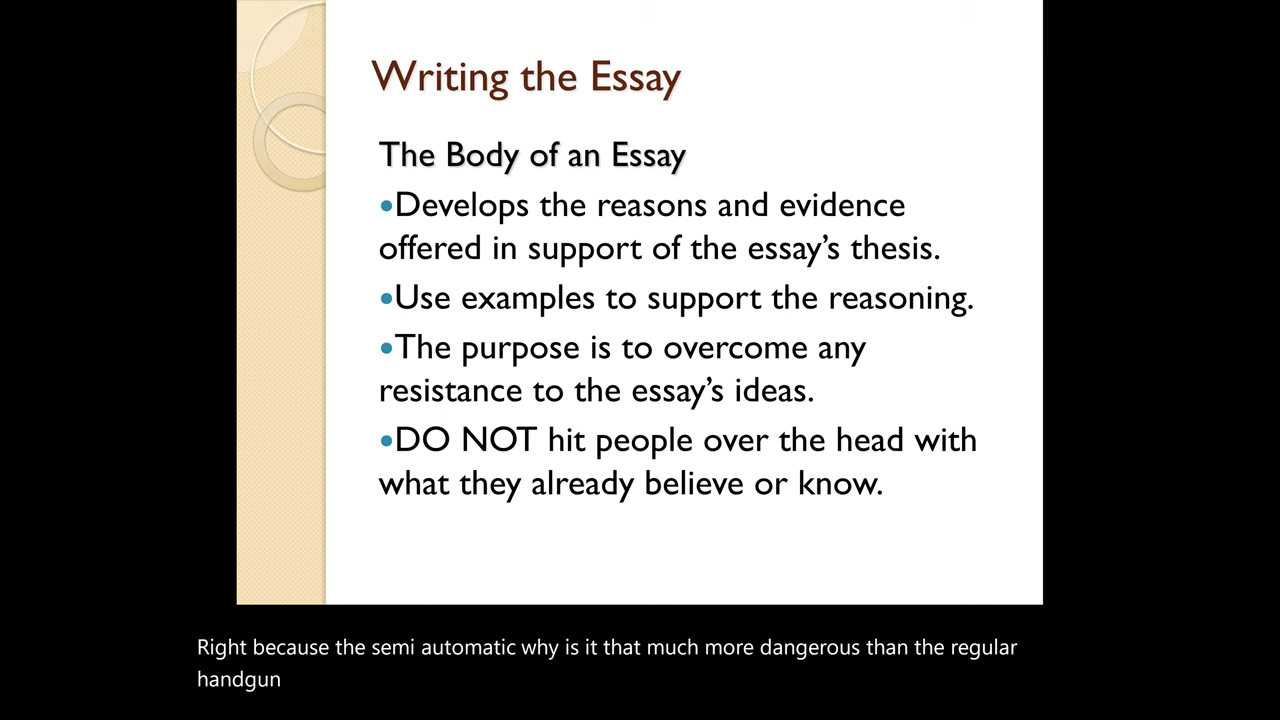 Writing the Essay
The Body of an Essay
•Develops the reasons and evidence
offered in support of the essay’s thesis.
•Use examples to support the reasoning.
•The purpose is to overcome any
resistance to the essay’s ideas.
•DO NOT hit people over the head with
what they already believe or know.
Right because the semi automatic why is it that much more dangerous than the regular
handgun